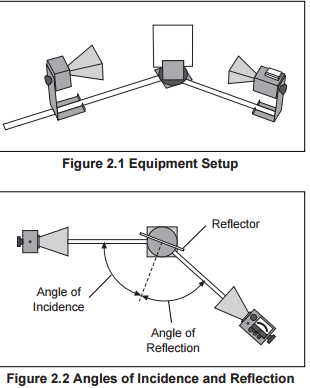 Figure 2.1 Equipment Setup
Reflector
Angle of
Incidence
Angle of
Reflection
Figure 2.2 Angles of Incidence and Reflection